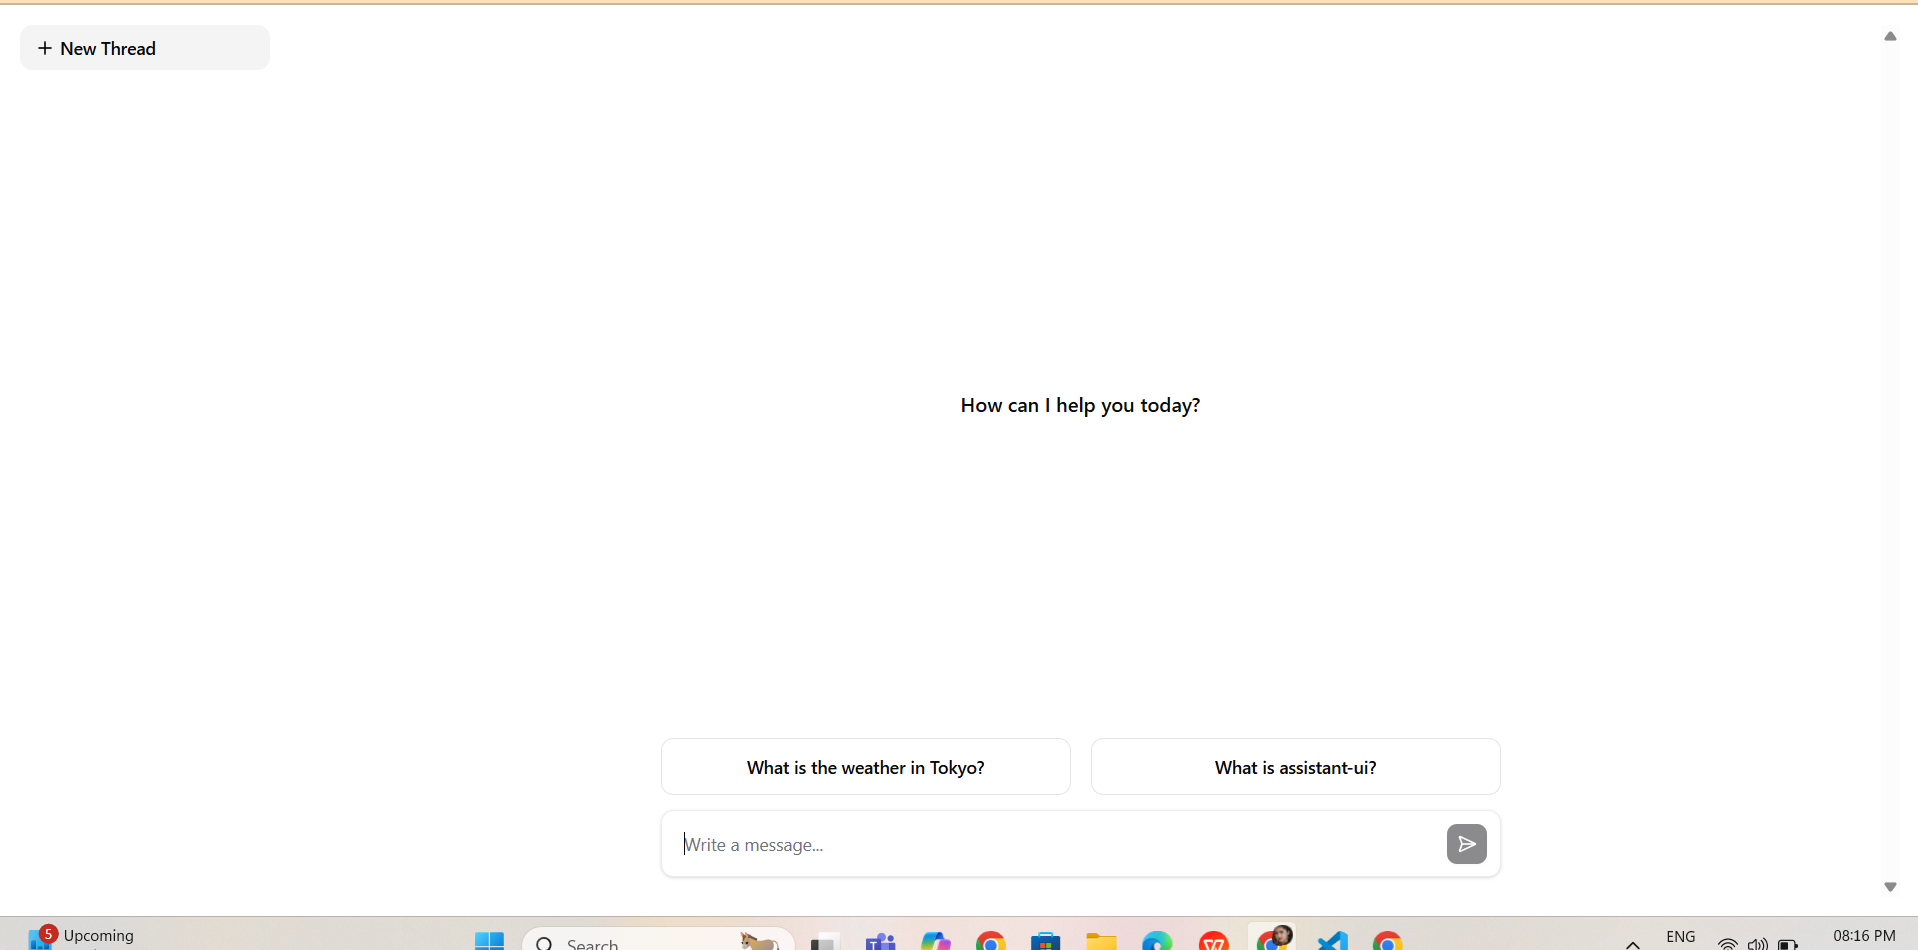 New Thread
How can I help you today?
What is the weather in Tokyo?
What is assistant-ui?
Write a message...
5
Upcoming
Search
ENG
08:16 PM